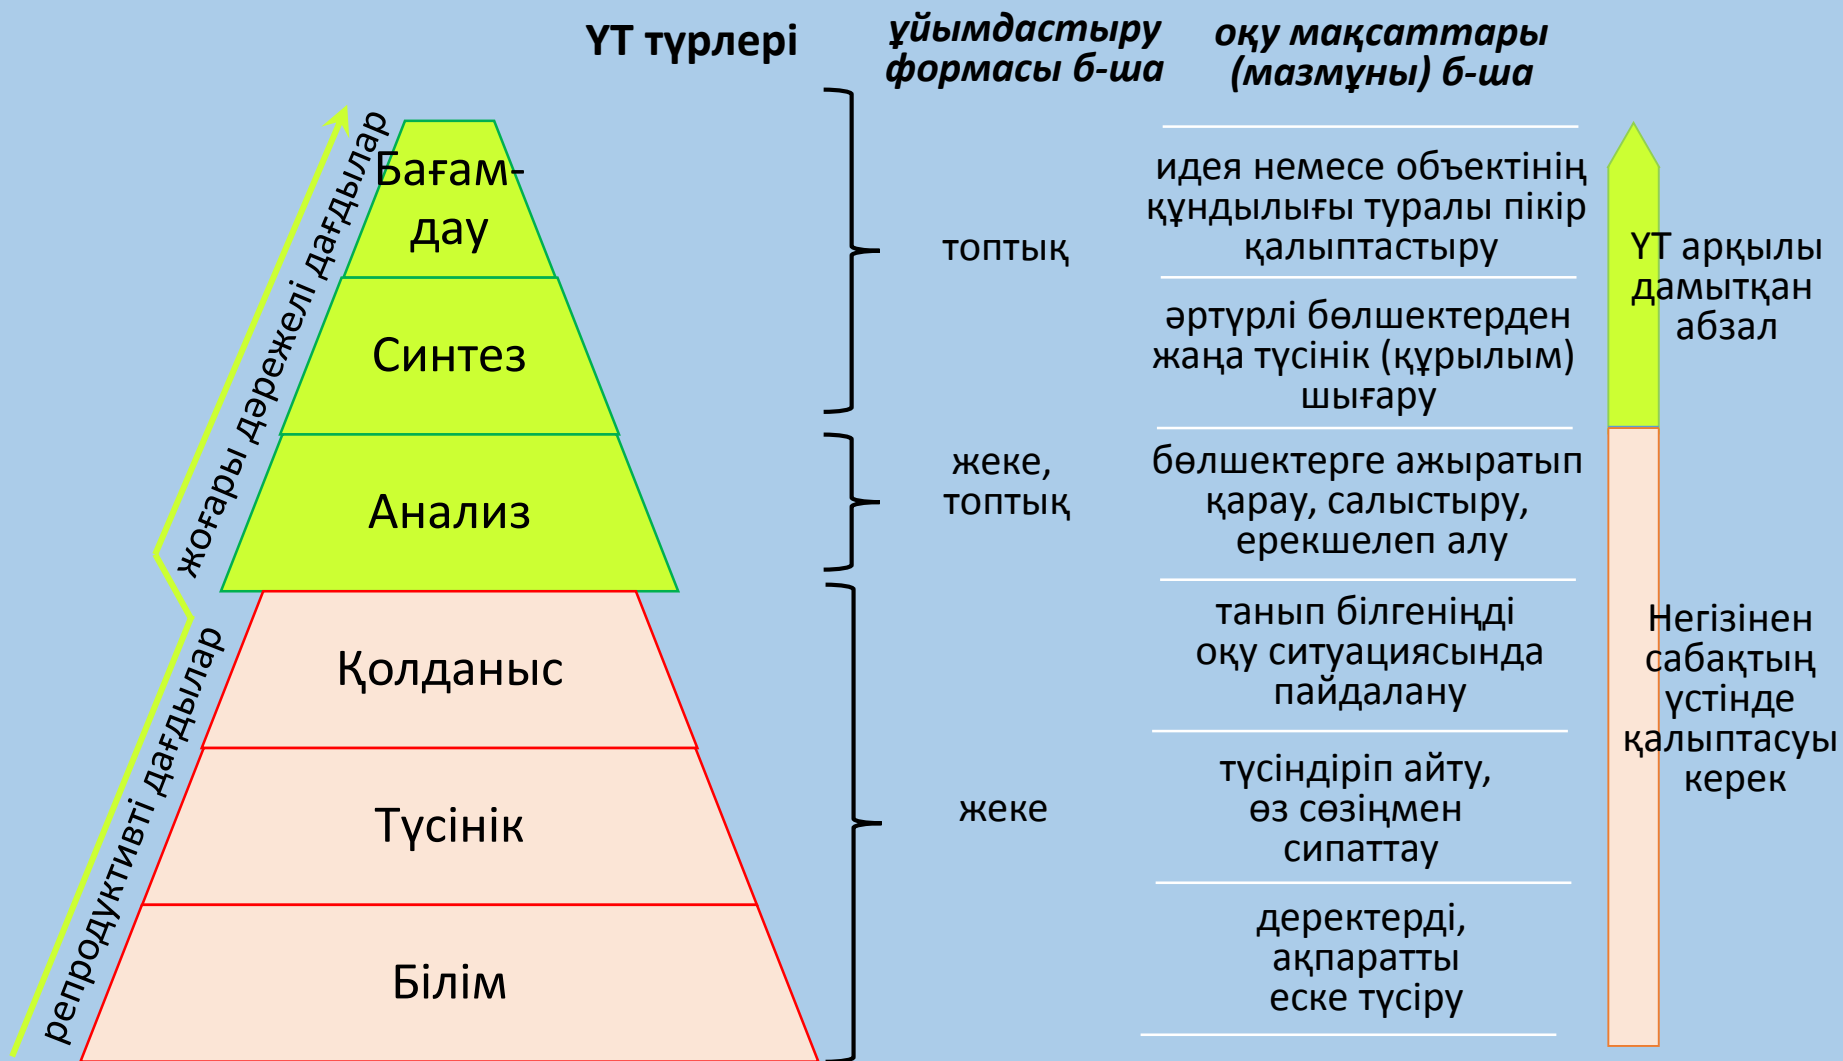 ҮТ түрлері
ұйымдастыру
формасы б-ша
оқу мақсаттары
(мазмұны) б-ша
жоғары дәрежелі дағдылар
репродуктивті дағдылар
Бағам-
дау
Синтез
Анализ
Қолданыс
Түсінік
Білім
топтық
жеке,
топтық
жеке
идея немесе объектінің
құндылығы туралы пікір
қалыптастыру
әртүрлі бөлшектерден
жаңа түсінік (құрылым)
шығару
бөлшектерге ажыратып
қарау, салыстыру,
ерекшелеп алу
танып білгеніңді
оқу ситуациясында
пайдалану
түсіндіріп айту,
өз сөзіңмен
сипаттау
деректерді,
ақпаратты
еске түсіру
ҮТ арқылы
дамытқан
абзал
Негізінен
сабақтың
үстінде
қалыптасуы
керек